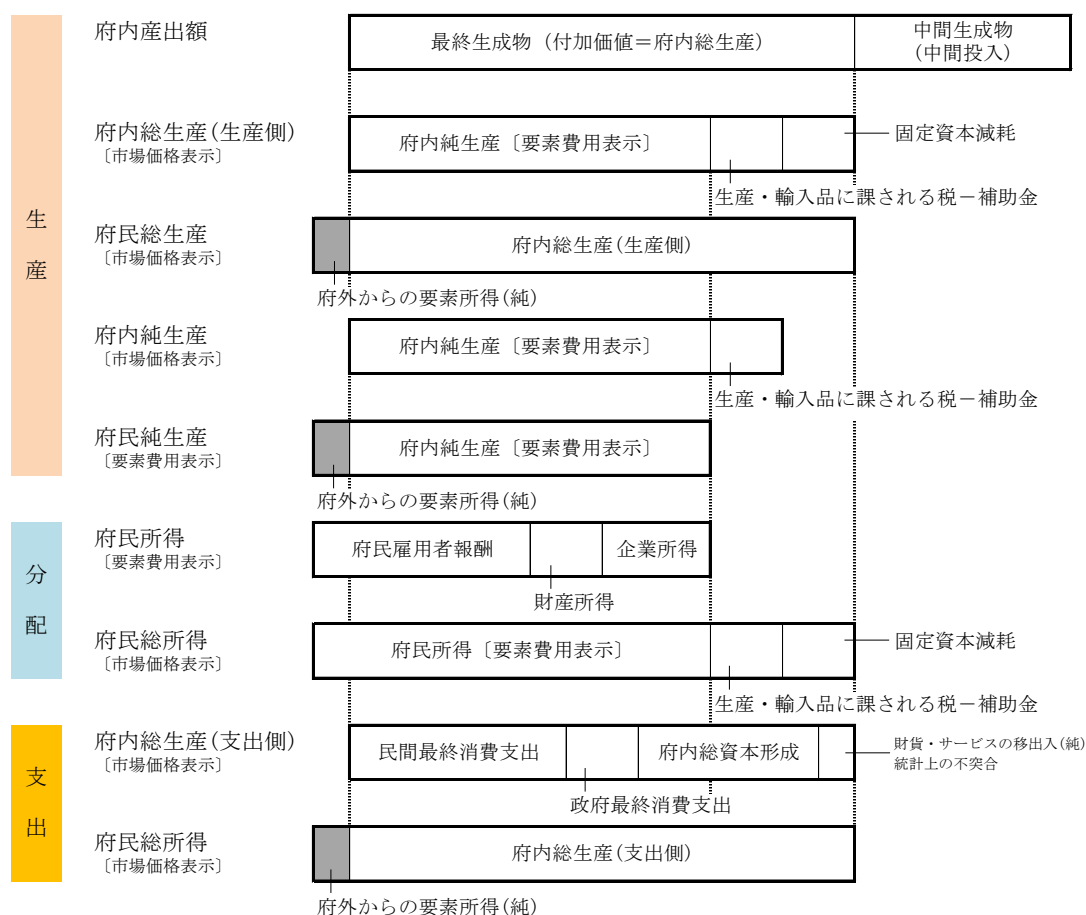 生産
府内産出額
最終生成物（付加価値＝府内総生産）
中間生成物
(中間投入)
府内総生産(生産側)
〔市場価格表示〕
府内純生産〔要素費用表示〕
固定資本減耗
生産・輸入品に課される税－補助金
府民総生産
〔市場価格表示〕
府内総生産(生産側)
府外からの要素所得(純)
府内純生産
〔市場価格表示〕
府内純生産〔要素費用表示〕
生産・輸入品に課される税－補助金
府民純生産
〔要素費用表示〕
府内純生産〔要素費用表示〕
府外からの要素所得(純)
分配
府民所得
〔要素費用表示〕
府民雇用者報酬
企業所得
財産所得
府民総所得
〔市場価格表示〕
府民所得〔要素費用表示〕
固定資本減耗
生産・輸入品に課される税－補助金
支出
府内総生産(支出側)
〔市場価格表示〕
民間最終消費支出
府内総資本形成
財貨・サービスの移出入(純)
統計上の不突合
政府最終消費支出
府民総所得
〔市場価格表示〕
府内総生産(支出側)
府外からの要素所得(純)